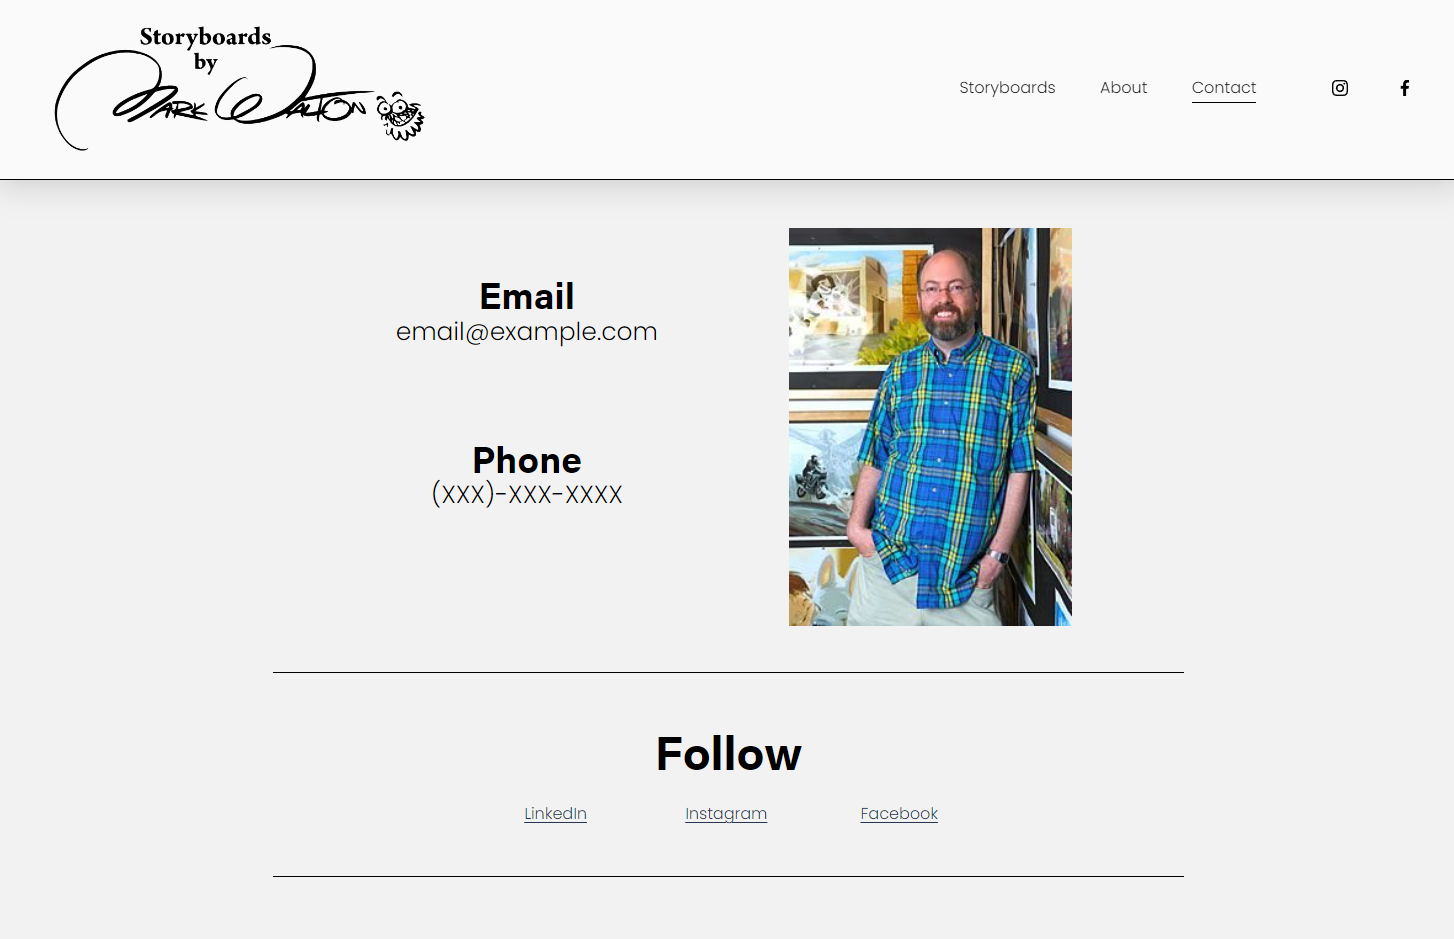 Storyboards
by
Mark Walton
Storyboards About Contact
Email
email@example.com
Phone
(XXX)-XXX-XXXX
Follow
LinkedIn Instagram Facebook